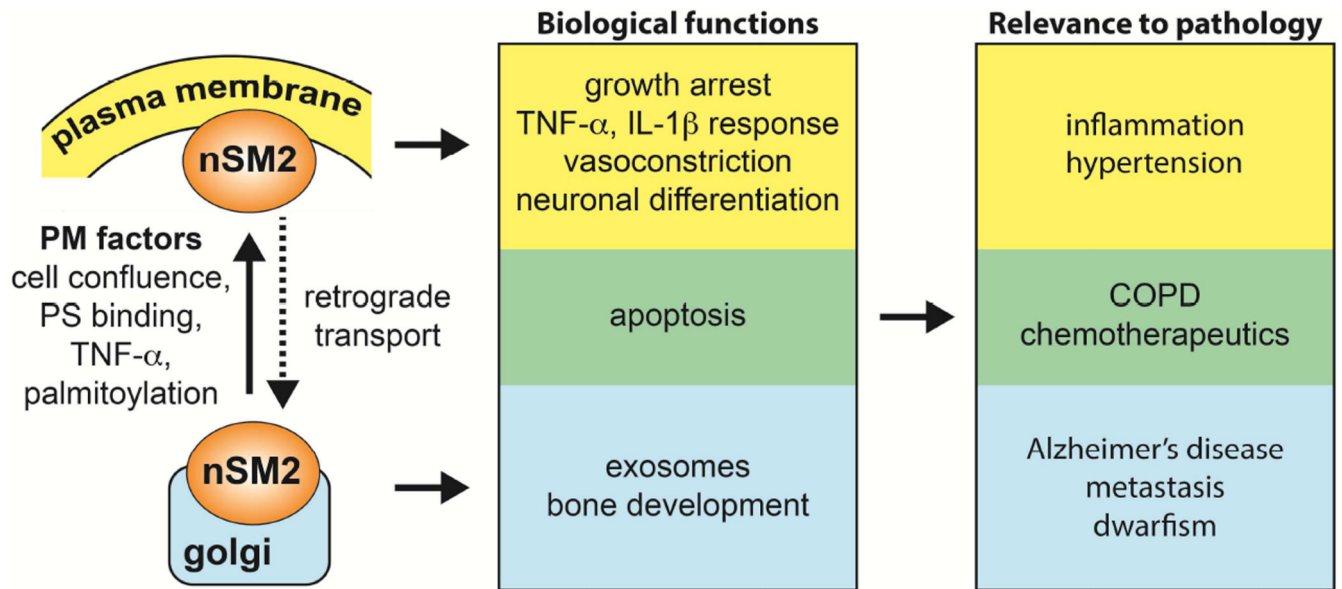 Biological functions
Relevance to pathology
plasma membrane
nSM2
PM factors
cell confluence,
PS binding,
TNF-α,
palmitoylation
retrograde
transport
nSM2
golgi
growth arrest
TNF-α, IL-1β response
vasoconstriction
neuronal differentiation
apoptosis
exosomes
bone development
inflammation
hypertension
COPD
chemotherapeutics
Alzheimer’s disease
metastasis
dwarfism